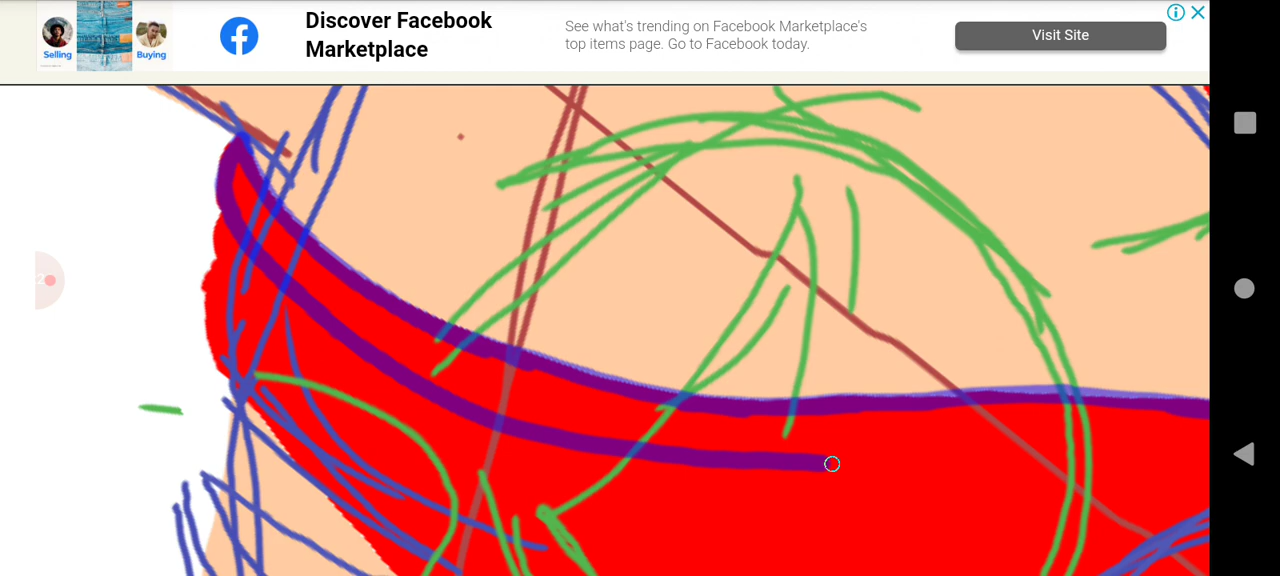 Discover Facebook
Marketplace
See what's trending on Facebook Marketplace's
top items page. Go to Facebook today.
Visit Site
Selling
Buying